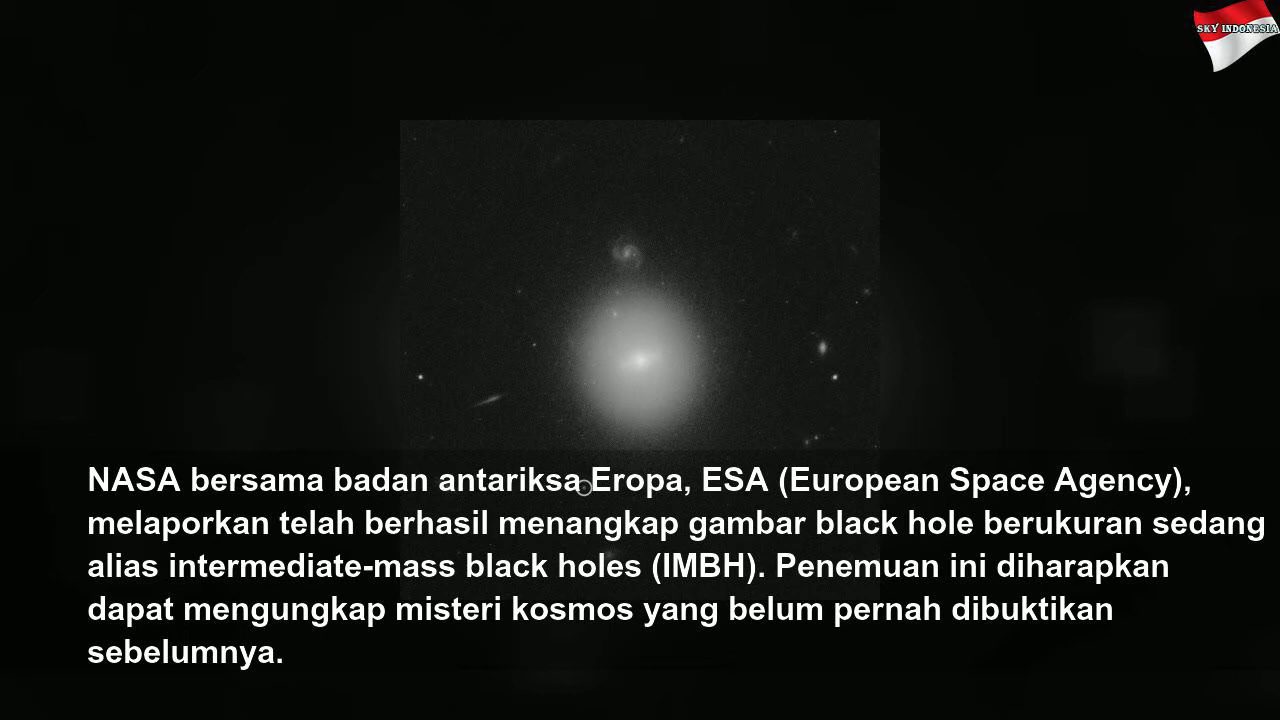 SKY INDONESIA
NASA bersama badan antariksa Eropa, ESA (European Space Agency),
melaporkan telah berhasil menangkap gambar black hole berukuran sedang
alias intermediate-mass black holes (IMBH). Penemuan ini diharapkan
dapat mengungkap misteri kosmos yang belum pernah dibuktikan
sebelumnya.